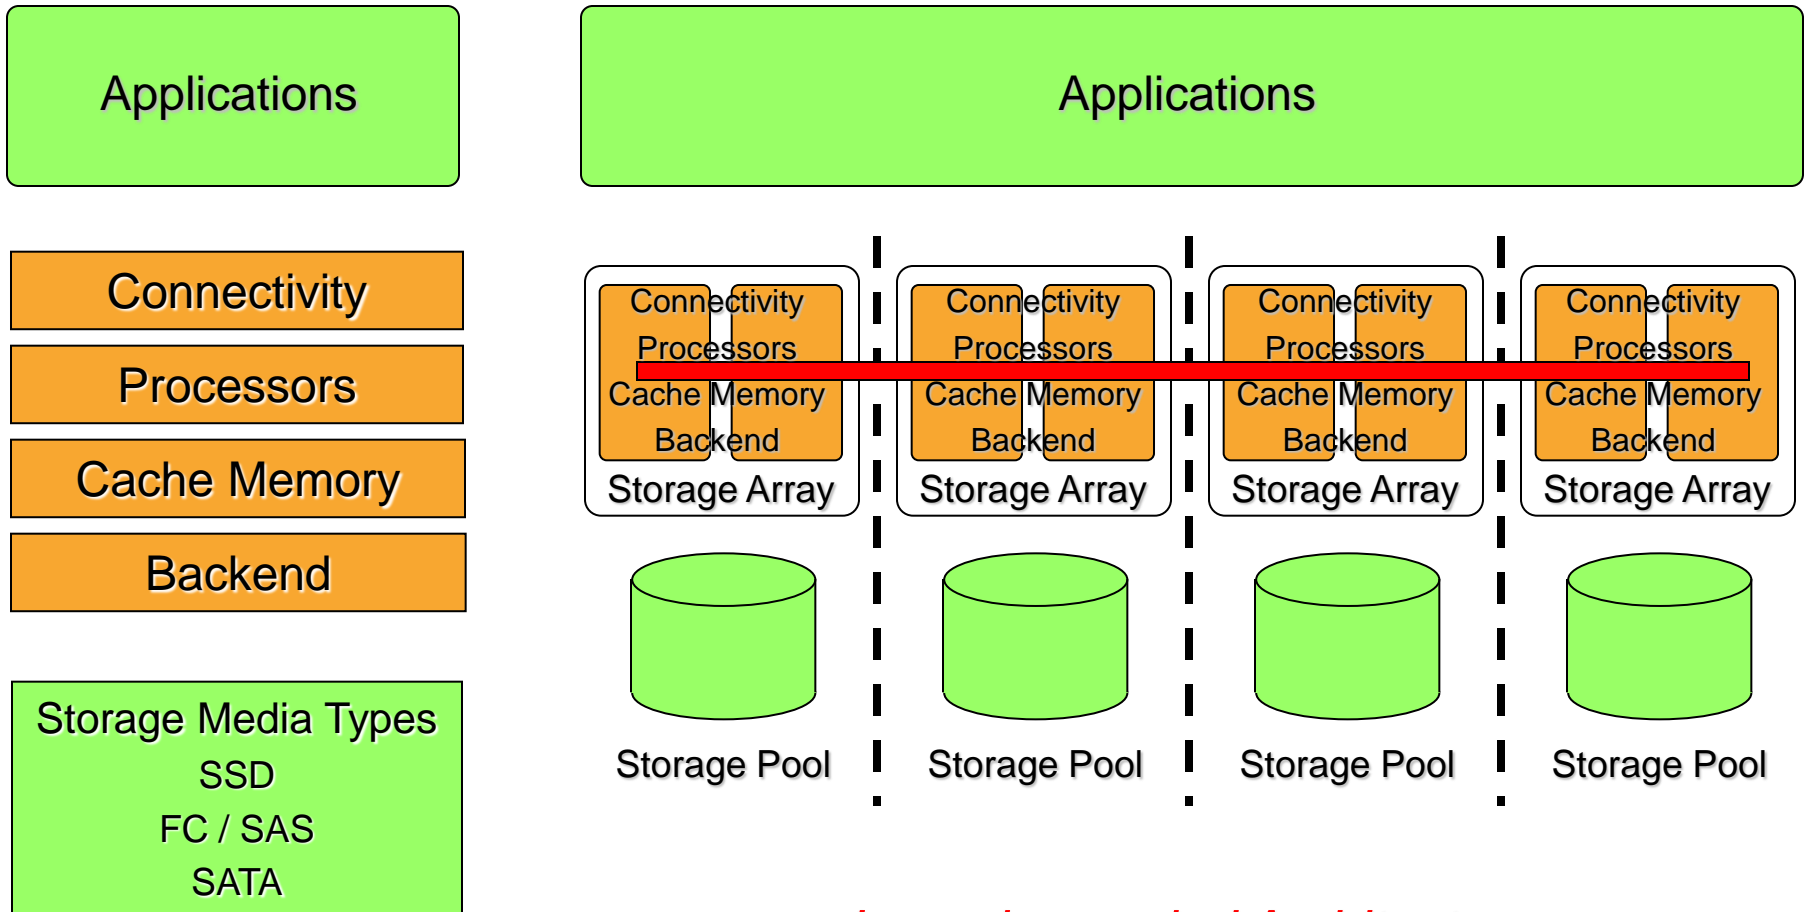 Applications
Applications
Connectivity
Processors
Cache Memory
Backend
Storage Media Types
SSD
FC / SAS
SATA
Connectivity
Processors
Cache Memory
Backend
Storage Array
Storage Pool
Connectivity
Processors
Cache Memory
Backend
Storage Array
Storage Pool
Connectivity
Processors
Cache Memory
Backend
Storage Array
Storage Pool
Connectivity
Processors
Cache Memory
Backend
Storage Array
Storage Pool